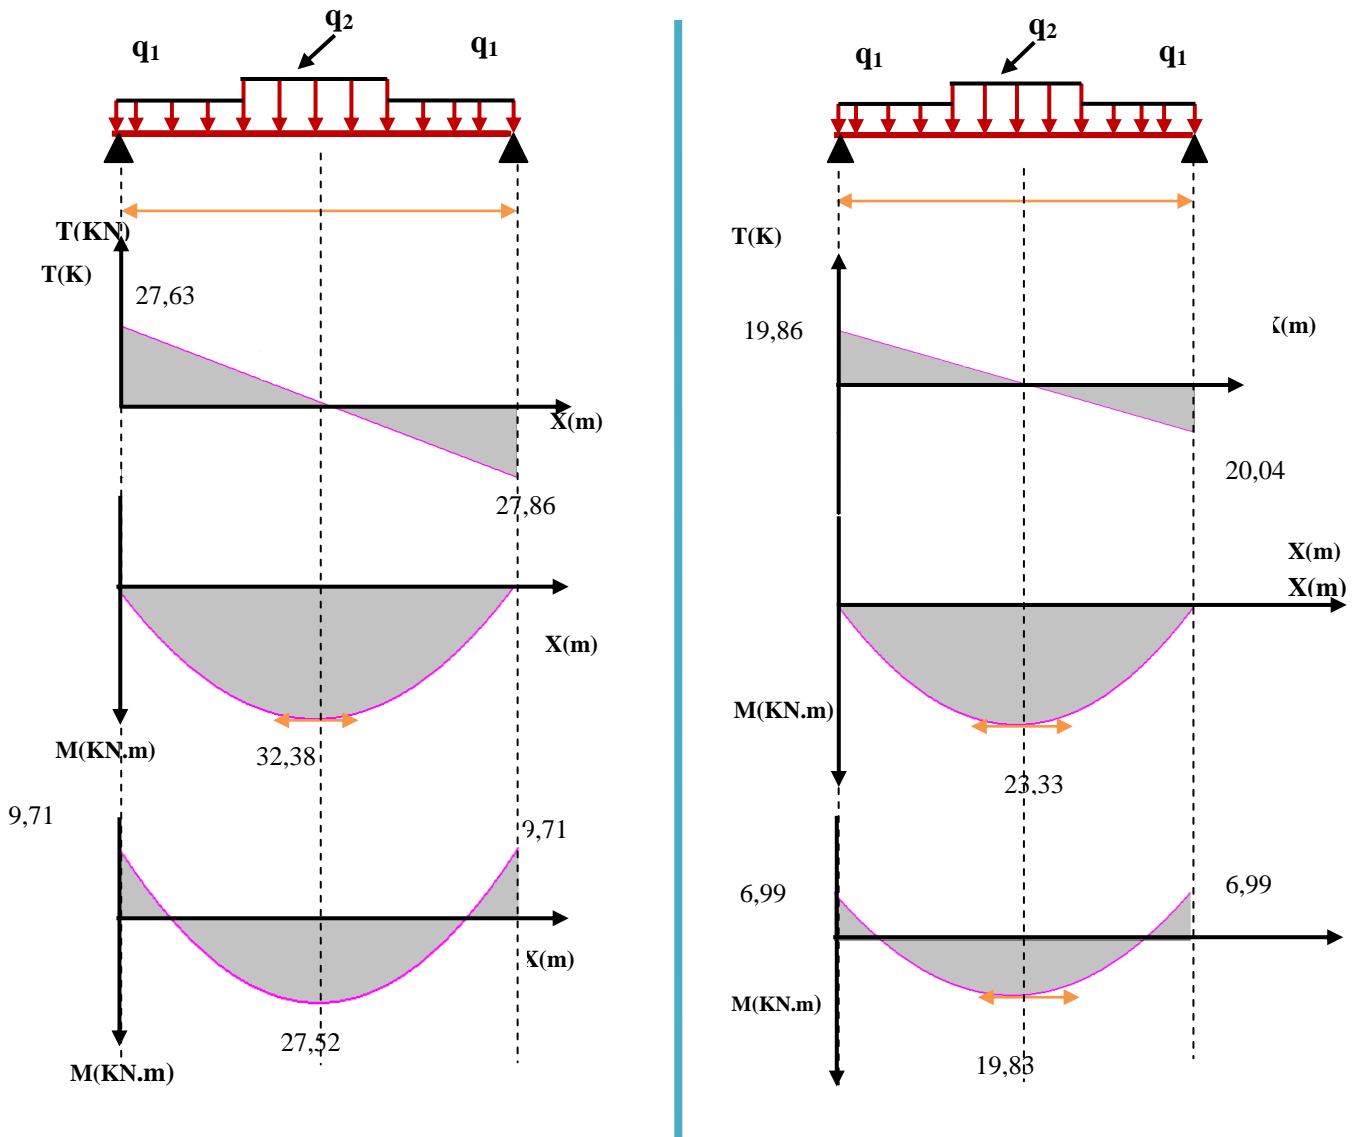 q2
q1
q1
T(KN)
T(K)
27,63
X(m)
27,86
X(m)
M(KN.m)
32,38
9,71
9,71
X(m)
27,52
M(KN.m)
q2
q1
q1
T(K)
19,86
X(m)
20,04
X(m)
X(m)
M(KN.m)
23,33
6,99
6,99
M(KN.m)
19,83